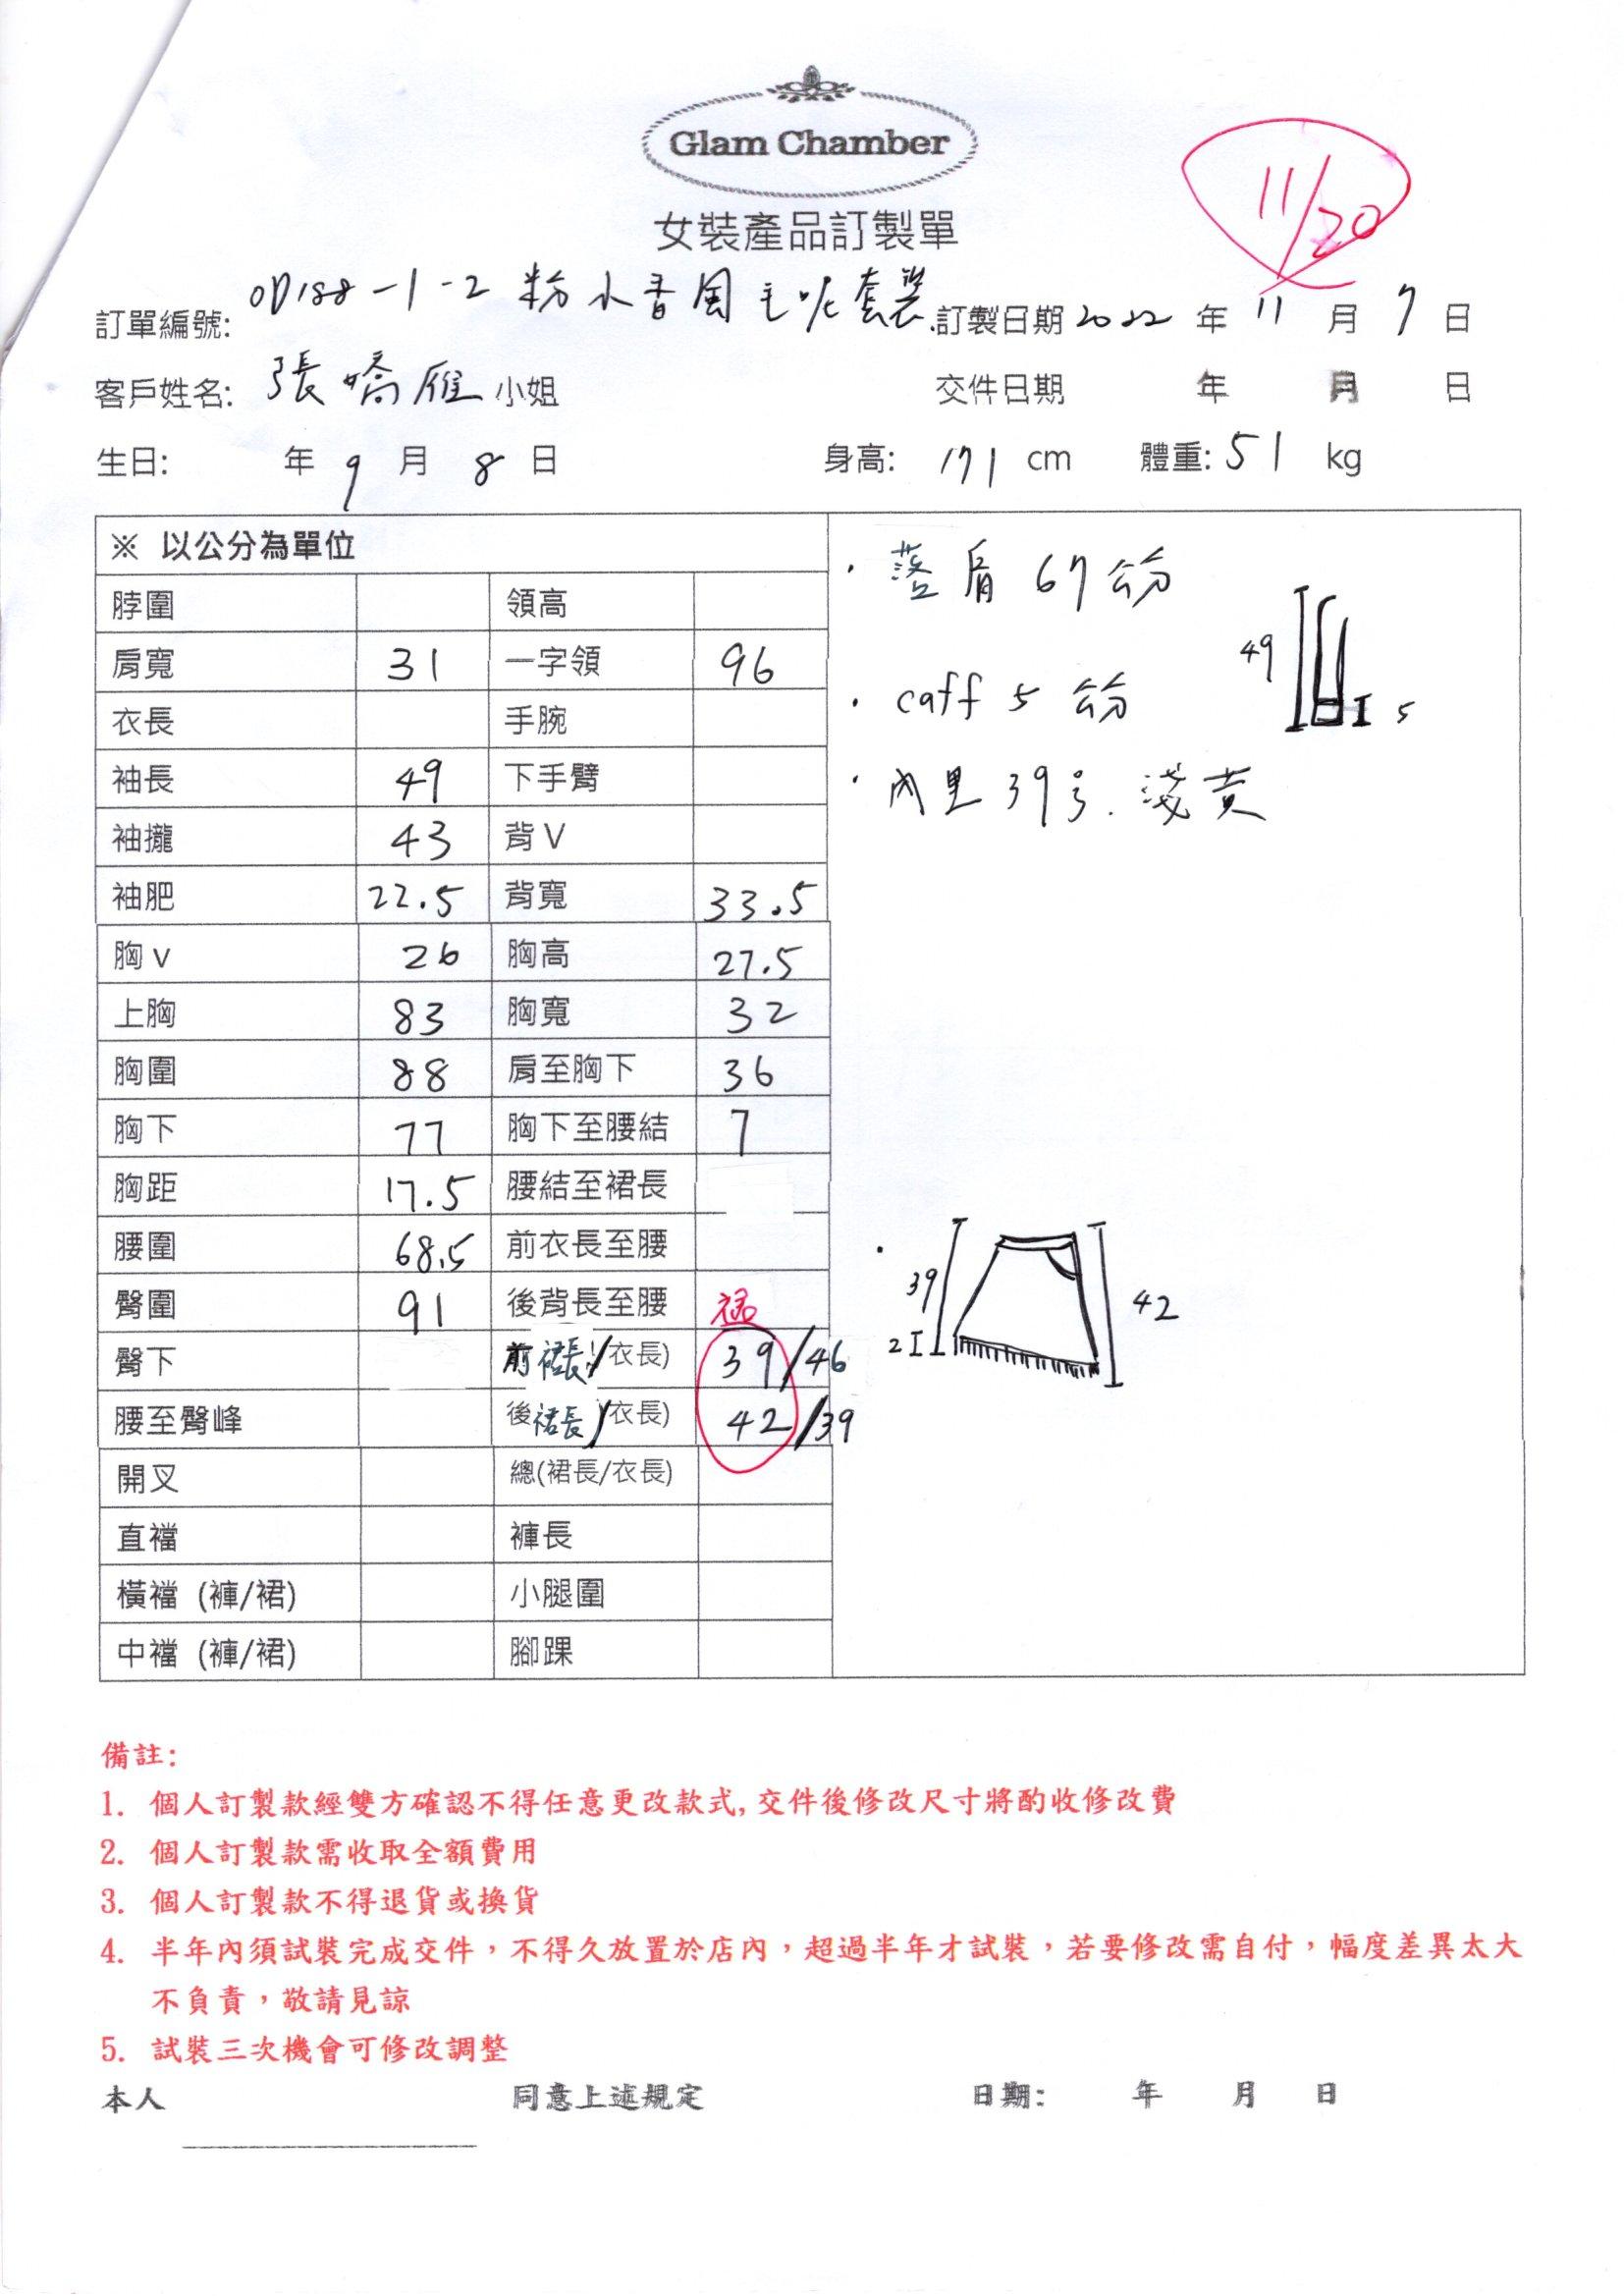 Glam Chamber
11/20
女裝產品訂製單
訂單編號: OD188-1-2 粉小香風毛呢套裝. 訂製日期 2022 年 11 月 7 日
客戶姓名: 張嬌雁 小姐 交件日期 年 月 日
生日: 年 9 月 8 日 身高: 171 cm 體重: 51 kg
※ 以公分為單位
脖圍 領高
肩寬 31 一字領 96
衣長 手腕
袖長 49 下手臂
袖攏 43 背V
袖肥 22.5 背寬 33.5
胸v 26 胸高 27.5
上胸 83 胸寬 32
胸圍 88 肩至胸下 36
胸下 77 胸下至腰結 7
胸距 17.5 腰結至裙長
腰圍 68.5 前衣長至腰
臀圍 91 後背長至腰
臀下 前裙長/衣長) 39/46
腰至臀峰 後裙長/衣長) 42/39
開叉 總(裙長/衣長)
直襠 褲長
橫襠 (褲/裙) 小腿圍
中襠 (褲/裙) 腳踝
· 落肩 67 公分
49
· caff 5 公分
5
· 內里 39号. 淺黃
·
39
42
2
備註:
1. 個人訂製款經雙方確認不得任意更改款式, 交件後修改尺寸將酌收修改費
2. 個人訂製款需收取全額費用
3. 個人訂製款不得退貨或換貨
4. 半年內須試裝完成交件，不得久放置於店內，超過半年才試裝，若要修改需自付，幅度差異太大
不負責，敬請見諒
5. 試裝三次機會可修改調整
本人 同意上述規定 日期: 年 月 日